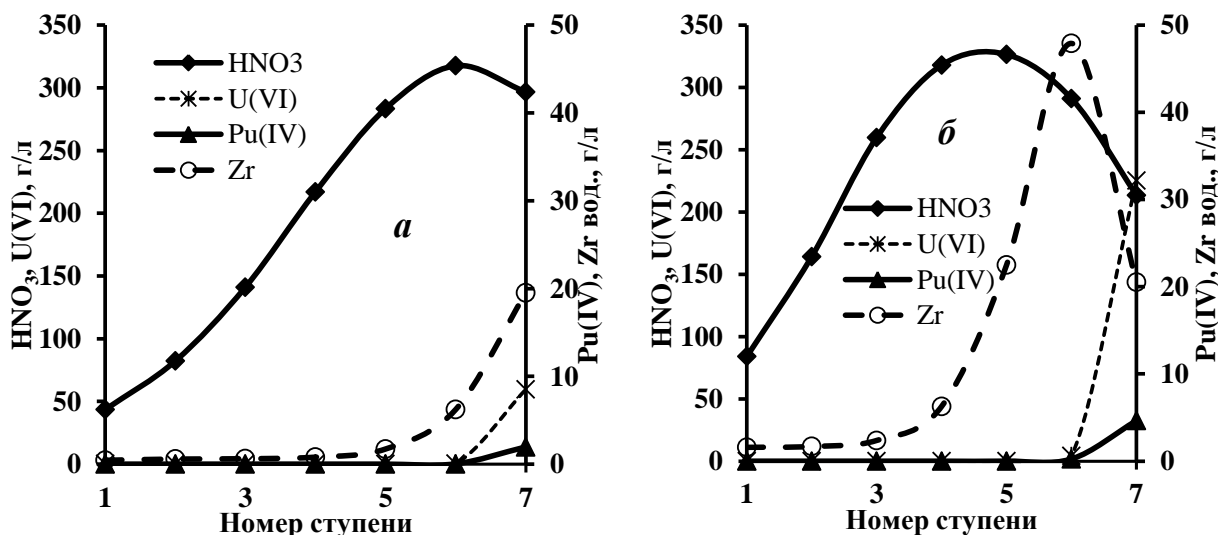 HNO₃, U(VI), г/л
350
300
250
200
150
100
50
0
HNO3
U(VI)
Pu(IV)
Zr
а
50
40
30
20
10
0
Pu(IV), Zr вод., г/л
1 3 5 7
Номер ступени
HNO₃, U(VI), г/л
350
300
250
200
150
100
50
0
б
HNO3
U(VI)
Pu(IV)
Zr
50
40
30
20
10
0
Pu(IV), Zr вод., г/л
1 3 5 7
Номер ступени